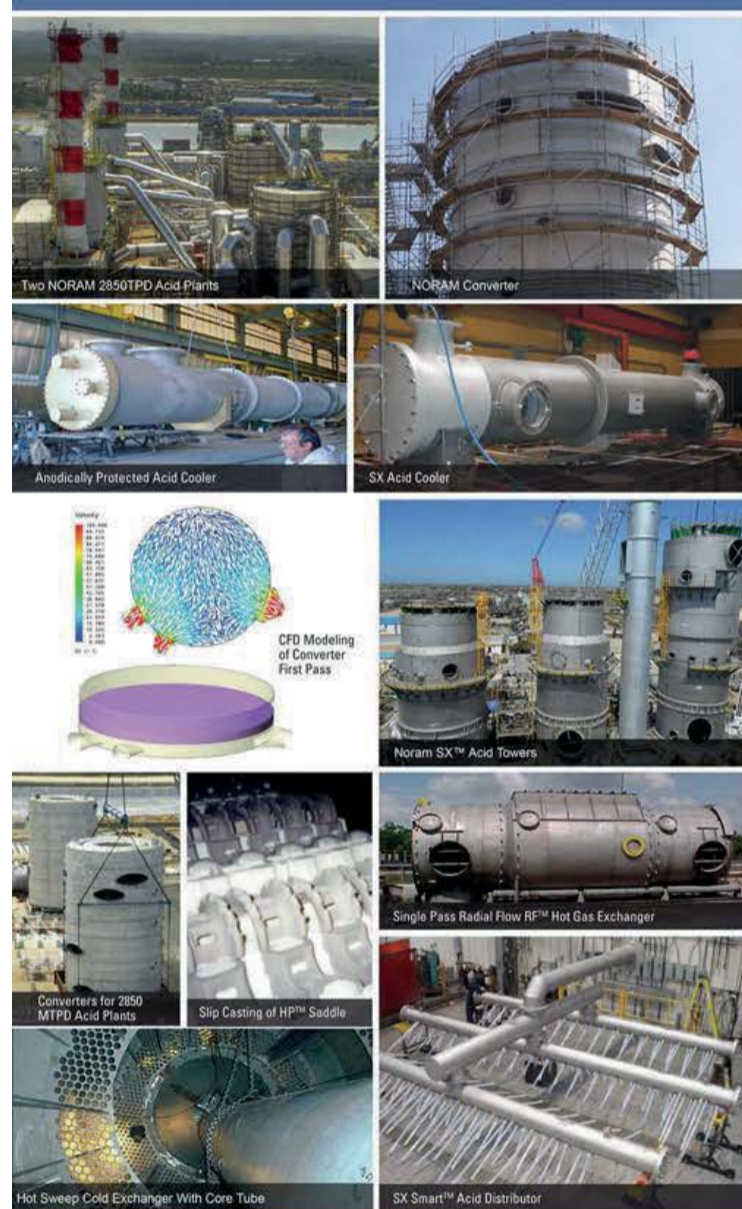 Two NORAM 2850TPD Acid Plants
NORAM Converter
Anodically Protected Acid Cooler
SX Acid Cooler
Velocity
CFD Modeling
of Converter
First Pass
Noram SX™ Acid Towers
Converters for 2850
MTPD Acid Plants
Slip Casting of HP™ Saddle
Single Pass Radial Flow RF™ Hot Gas Exchanger
Hot Sweep Cold Exchanger With Core Tube
SX Smart™ Acid Distributor